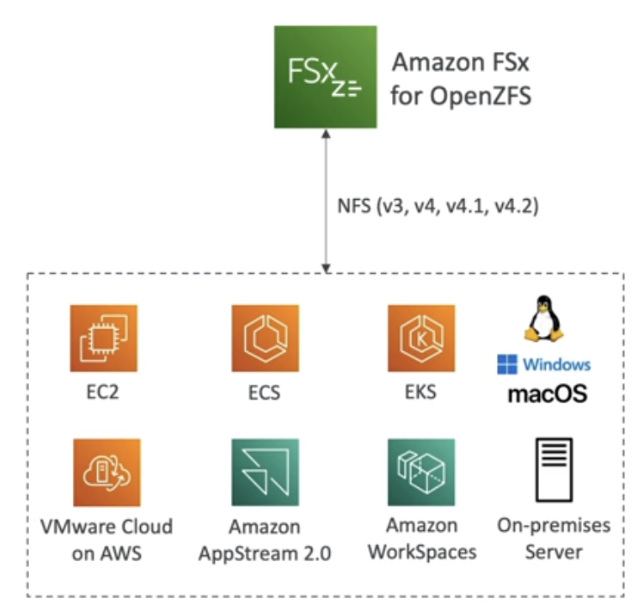 FSx
Amazon FSx
for OpenZFS
NFS (v3, v4, v4.1, v4.2)
EC2
ECS
K
EKS
Windows
macOS
VMware Cloud
on AWS
Amazon
AppStream 2.0
Amazon
WorkSpaces
On-premises
Server